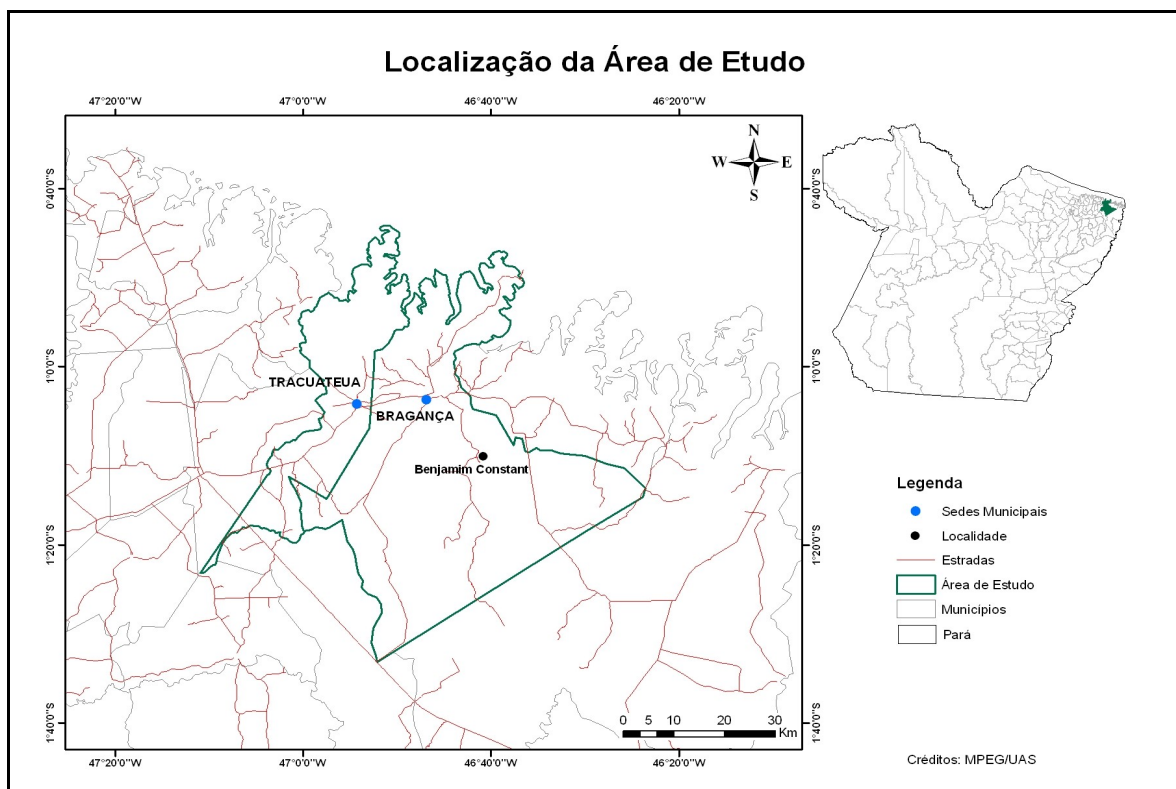 Localização da Área de Etudo
47°20'0"W 47°0'0"W 46°40'0"W 46°20'0"W
N
W E
S
0°40'0"S 0°40'0"S
1°0'0"S 1°0'0"S
TRACUATEUA
BRAGANÇA
Benjamim Constant
1°20'0"S 1°20'0"S
1°40'0"S 1°40'0"S
0 5 10 20 30
Km
47°20'0"W 47°0'0"W 46°40'0"W 46°20'0"W
Legenda
Sedes Municipais
Localidade
Estradas
Área de Estudo
Municípios
Pará
Créditos: MPEG/UAS